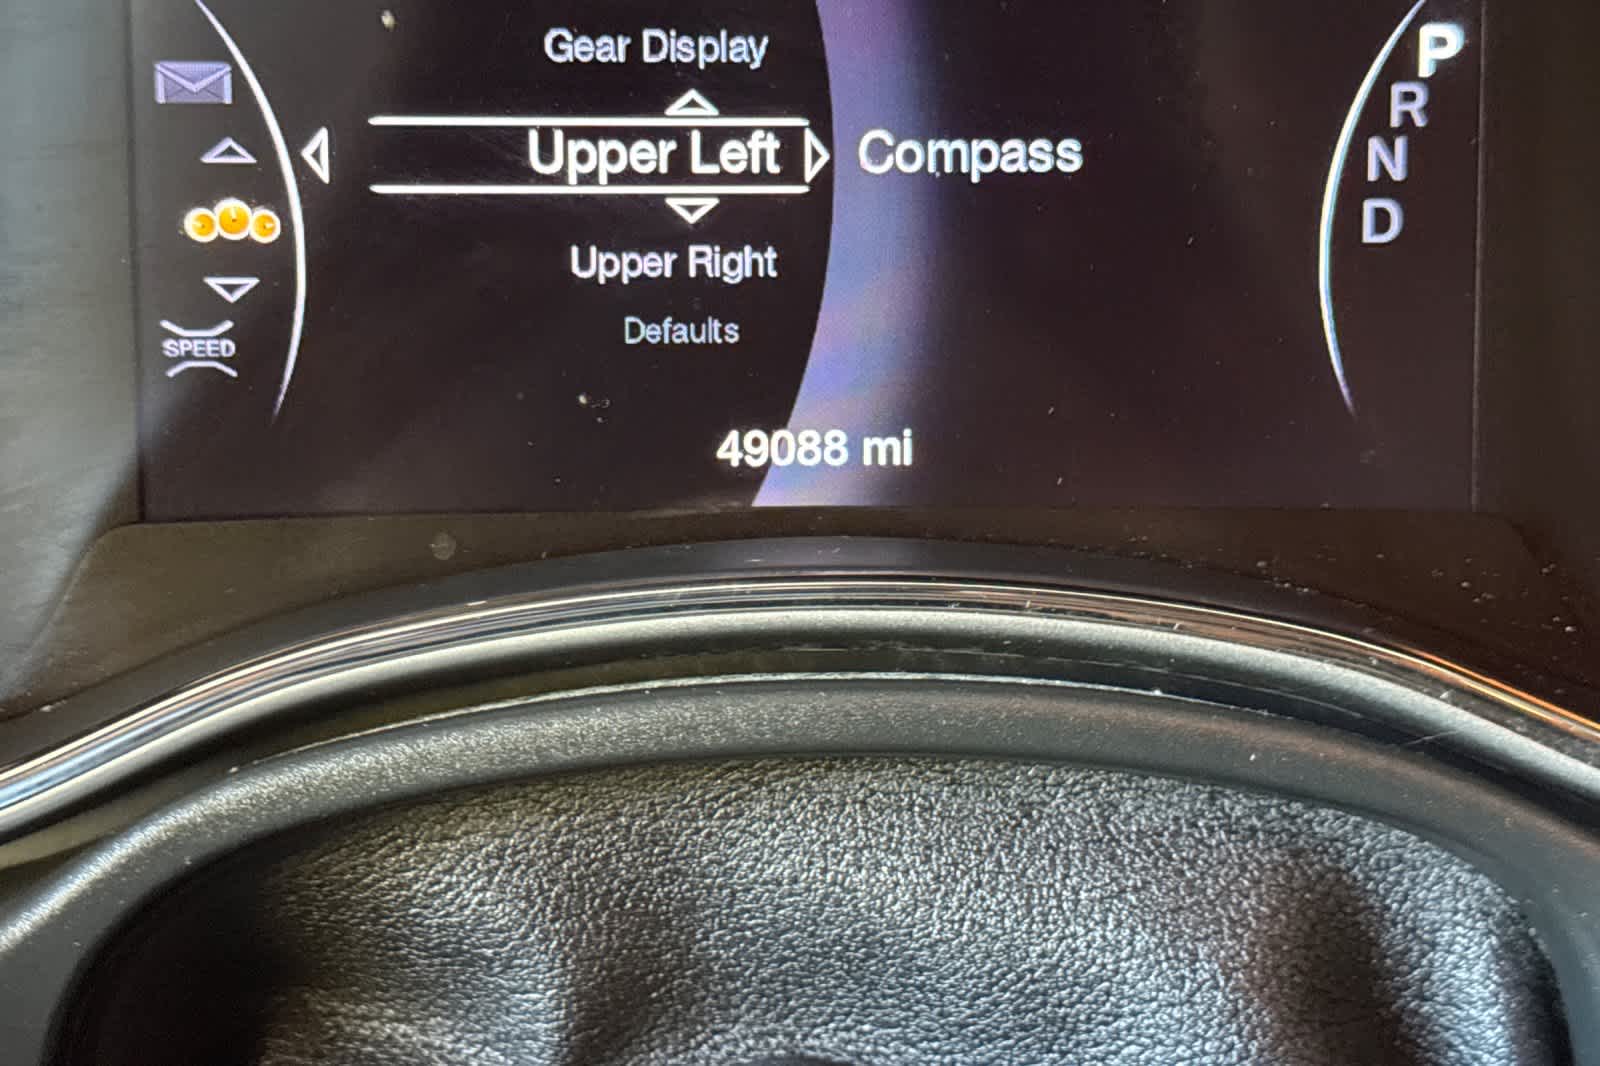 Gear Display
Upper Left
Compass
Upper Right
Defaults
SPEED
49088 mi
P
R
N
D